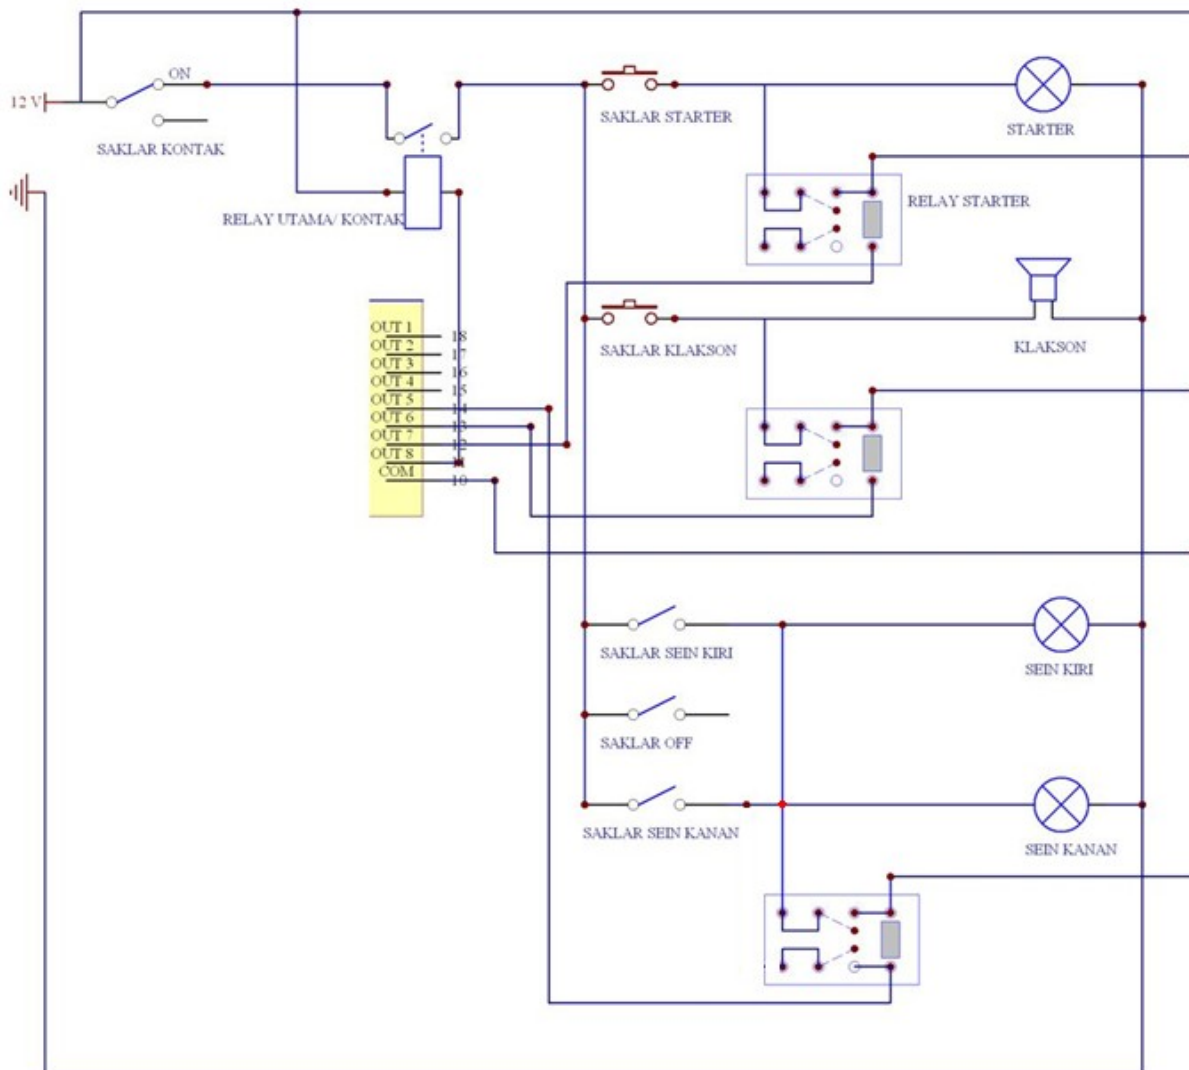 ON
12 V
SAKLAR KONTAK
SAKLAR STARTER
STARTER
RELAY UTAMA/ KONTAK
RELAY STARTER
OUT 1
18
OUT 2
17
OUT 3
16
OUT 4
15
OUT 5
14
OUT 6
13
OUT 7
12
OUT 8
11
COM
10
SAKLAR KLAKSON
KLAKSON
SAKLAR SEIN KIRI
SEIN KIRI
SAKLAR OFF
SAKLAR SEIN KANAN
SEIN KANAN